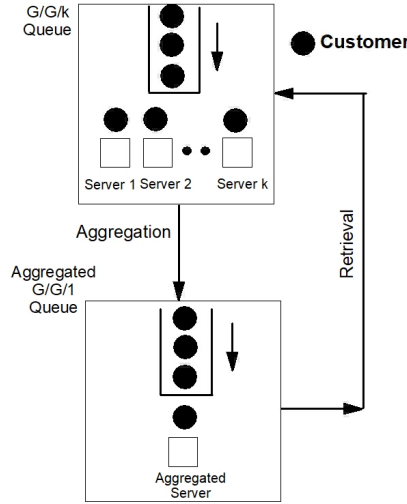 G/G/k
Queue
Customer
Server 1 Server 2 Server k
Aggregation
Retrieval
Aggregated
G/G/1
Queue
Aggregated
Server